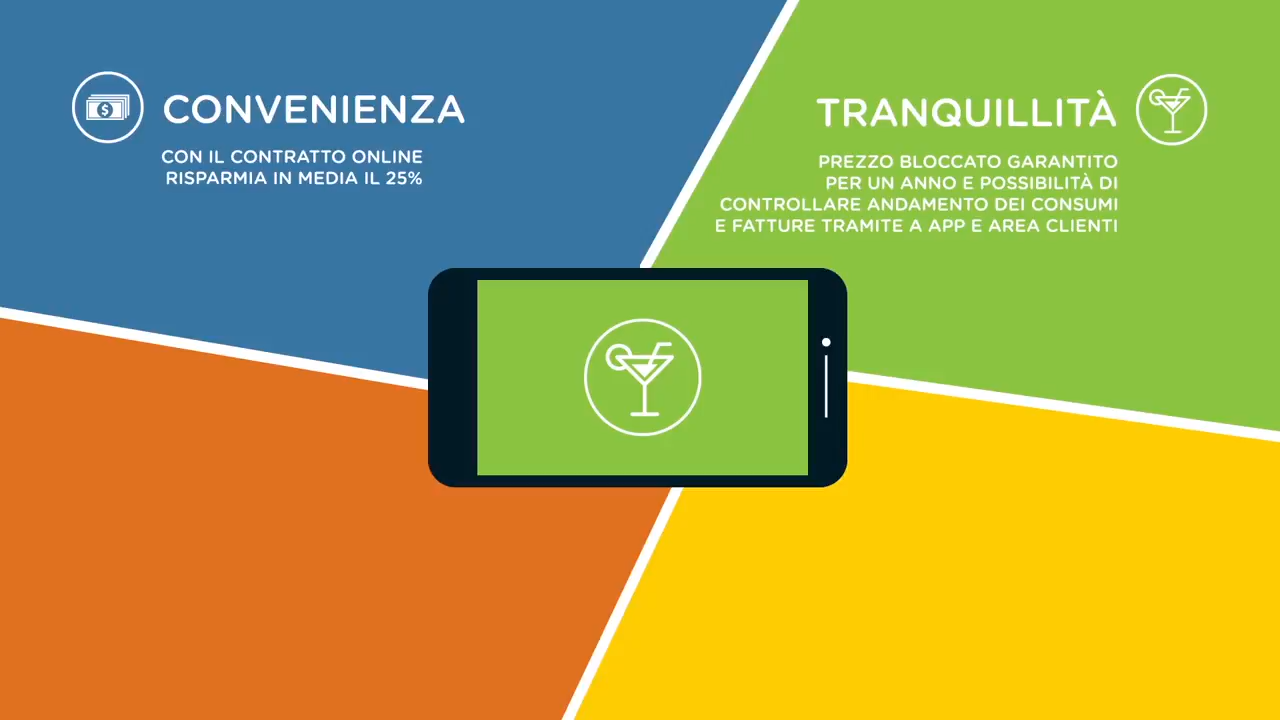 CONVENIENZA
CON IL CONTRATTO ONLINE
RISPARMIA IN MEDIA IL 25%
TRANQUILLITÀ
PREZZO BLOCCATO GARANTITO
PER UN ANNO E POSSIBILITÀ DI
CONTROLLARE ANDAMENTO DEI CONSUMI
E FATTURE TRAMITE A APP E AREA CLIENTI